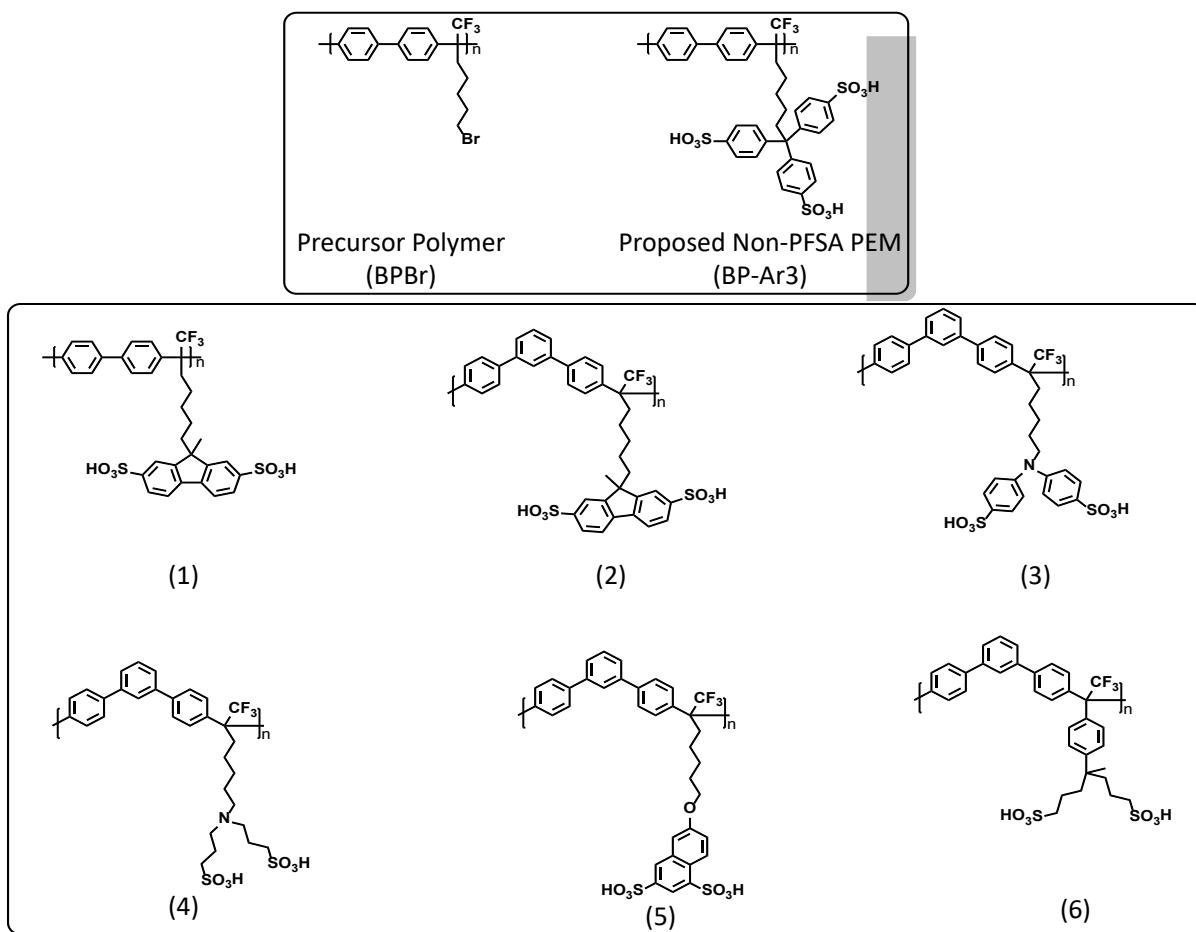 CF3
n
Br
CF3
n
SO3H
HO3S
SO3H
Precursor Polymer
(BPBr)
Proposed Non-PFSA PEM
(BP-Ar3)
CF3
n
HO3S
SO3H
(1)
CF3
n
HO3S
SO3H
(2)
CF3
n
N
HO3S
SO3H
(3)
CF3
n
N
SO3H
SO3H
(4)
CF3
n
O
HO3S
SO3H
(5)
CF3
n
HO3S
SO3H
(6)